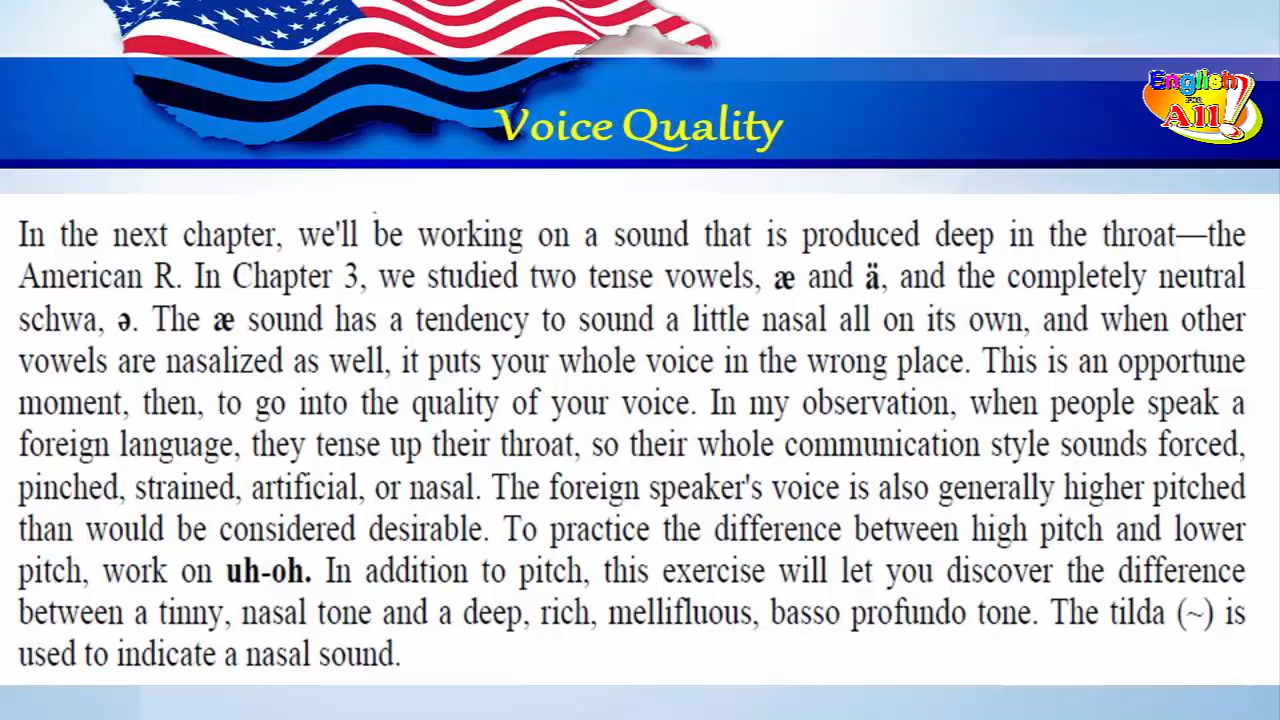 Voice Quality
English
FOR
All!
In the next chapter, we'll be working on a sound that is produced deep in the throat—the
American R. In Chapter 3, we studied two tense vowels, æ and ä, and the completely neutral
schwa, ə. The æ sound has a tendency to sound a little nasal all on its own, and when other
vowels are nasalized as well, it puts your whole voice in the wrong place. This is an opportune
moment, then, to go into the quality of your voice. In my observation, when people speak a
foreign language, they tense up their throat, so their whole communication style sounds forced,
pinched, strained, artificial, or nasal. The foreign speaker's voice is also generally higher pitched
than would be considered desirable. To practice the difference between high pitch and lower
pitch, work on uh-oh. In addition to pitch, this exercise will let you discover the difference
between a tinny, nasal tone and a deep, rich, mellifluous, basso profundo tone. The tilda (~) is
used to indicate a nasal sound.